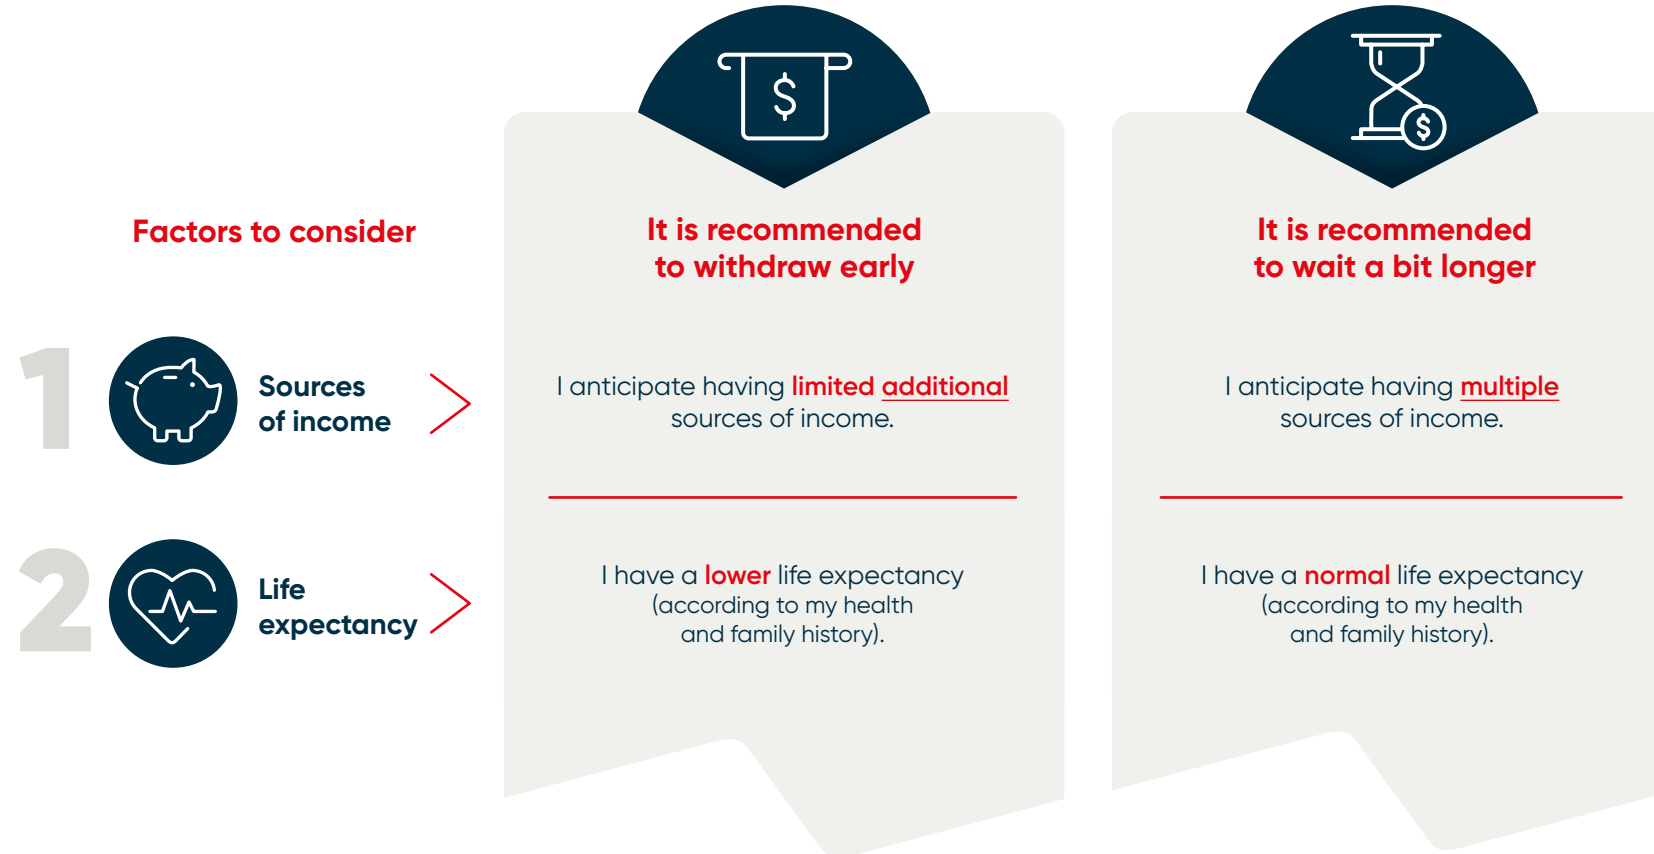 Factors to consider
It is recommended
to withdraw early
It is recommended
to wait a bit longer
1
Sources
of income
I anticipate having limited additional
sources of income.
I anticipate having multiple
sources of income.
2
Life
expectancy
I have a lower life expectancy
(according to my health
and family history).
I have a normal life expectancy
(according to my health
and family history).
$
$